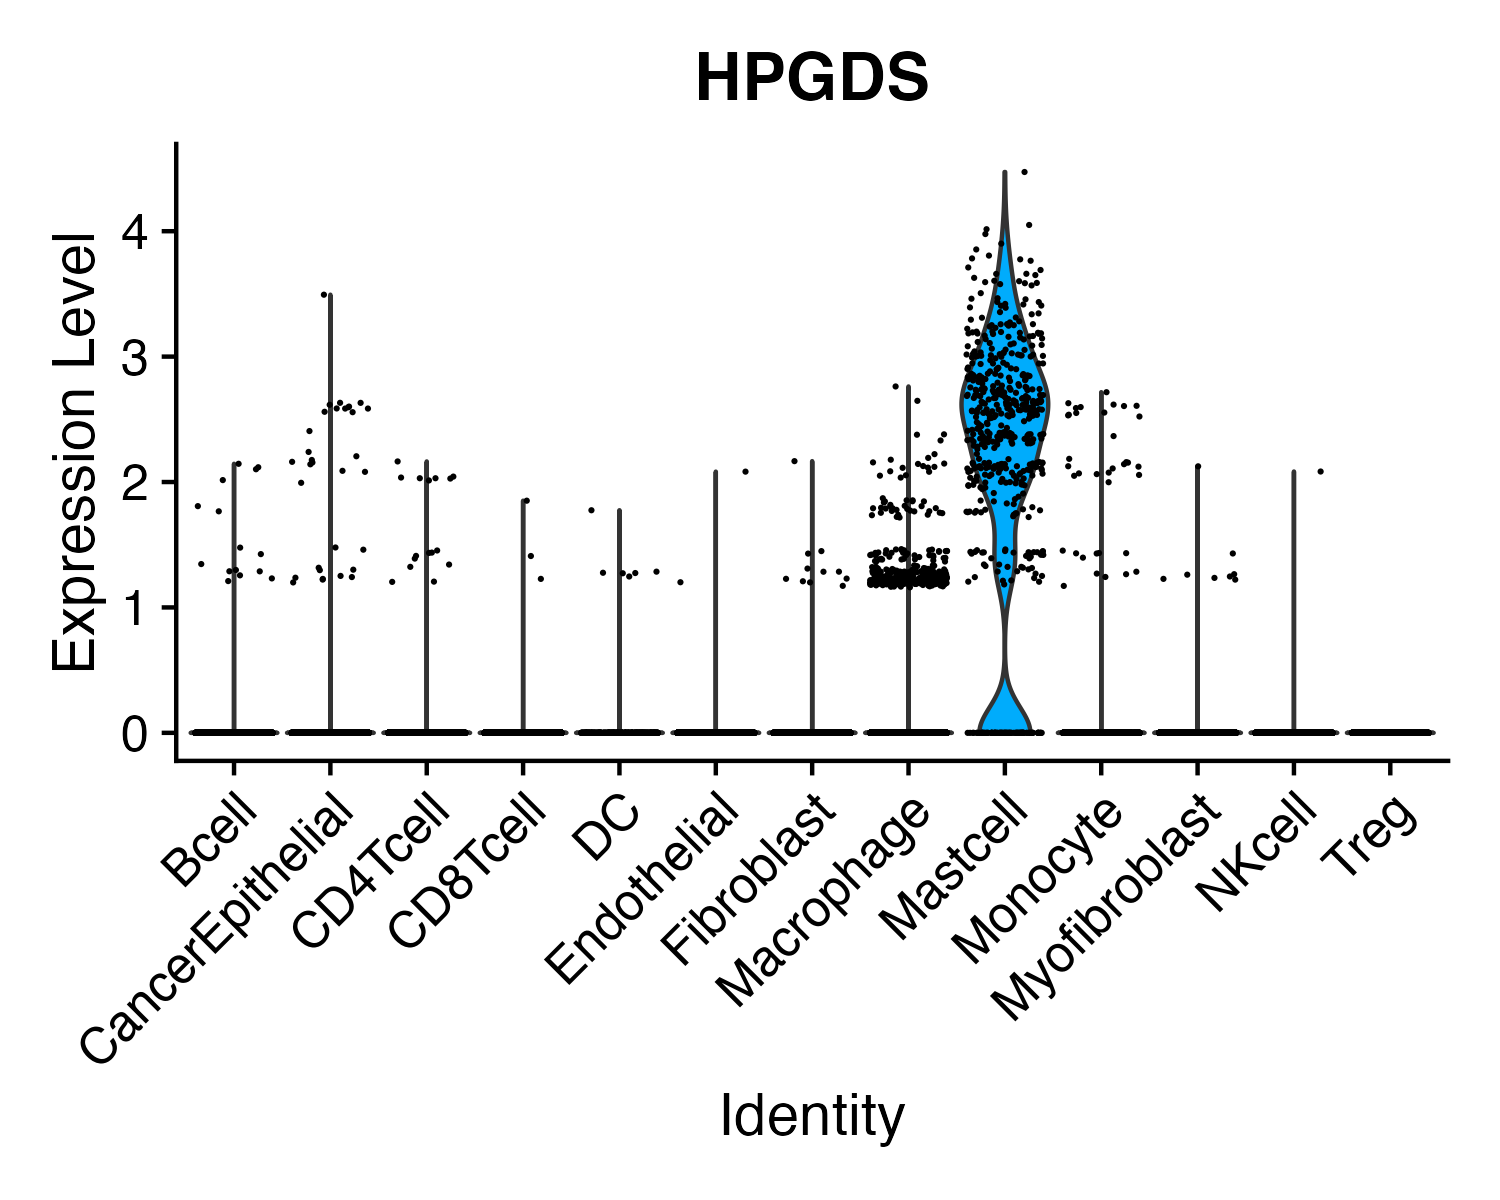 HPGDS
Expression Level
4
3
2
1
0
Bcell
CancerEpithelial
CD4Tcell
CD8Tcell
DC
Endothelial
Fibroblast
Macrophage
Mastcell
Monocyte
Myofibroblast
NKcell
Treg
Identity